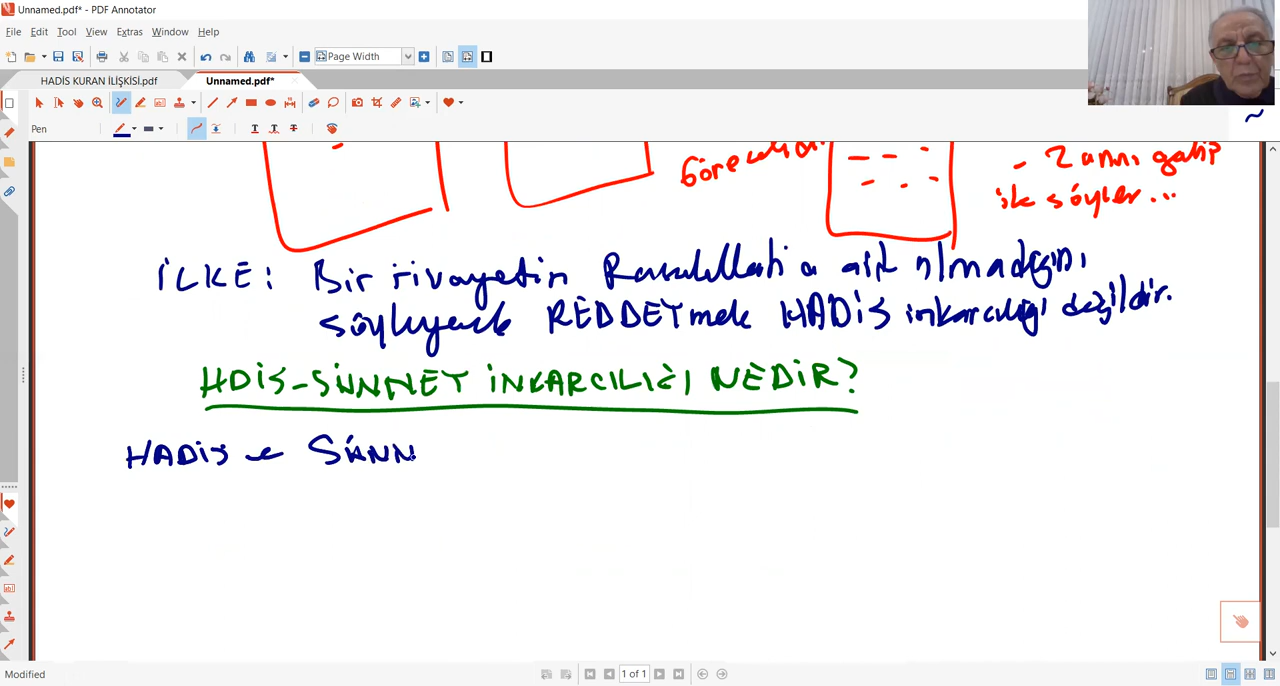 Unnamed.pdf* - PDF Annotator
File Edit Tool View Extras Window Help
Page Width
HADİS KURAN İLİŞKİSİ.pdf Unnamed.pdf*
Pen
- Zannı galip
ile söyler...
İLKE: Bir rivayetin Rasulullah'a ait olmadığını
söyleyerek REDDETmek HADİS inkarcılığı değildir.
HDİS-SÜNNET İNKARCILIĞI NEDİR?
HADİS ve SÜNN
1 of 1
Modified